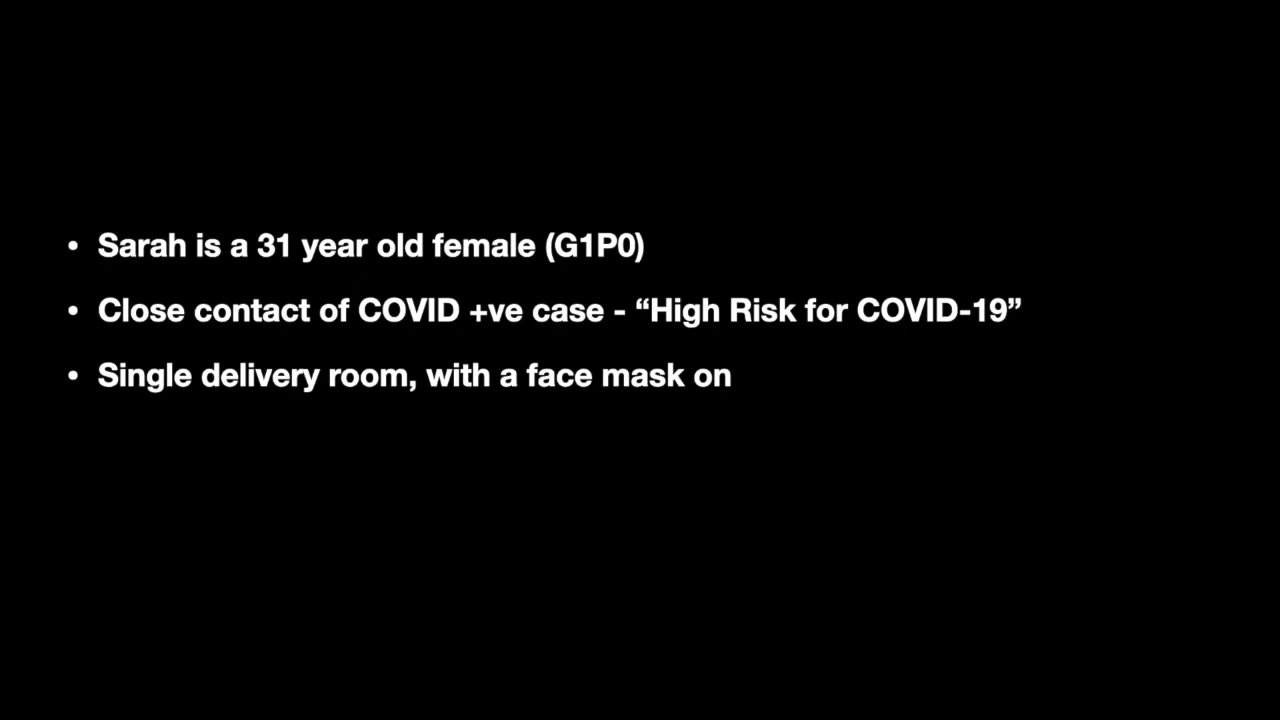 • Sarah is a 31 year old female (G1P0)
• Close contact of COVID +ve case - “High Risk for COVID-19”
• Single delivery room, with a face mask on